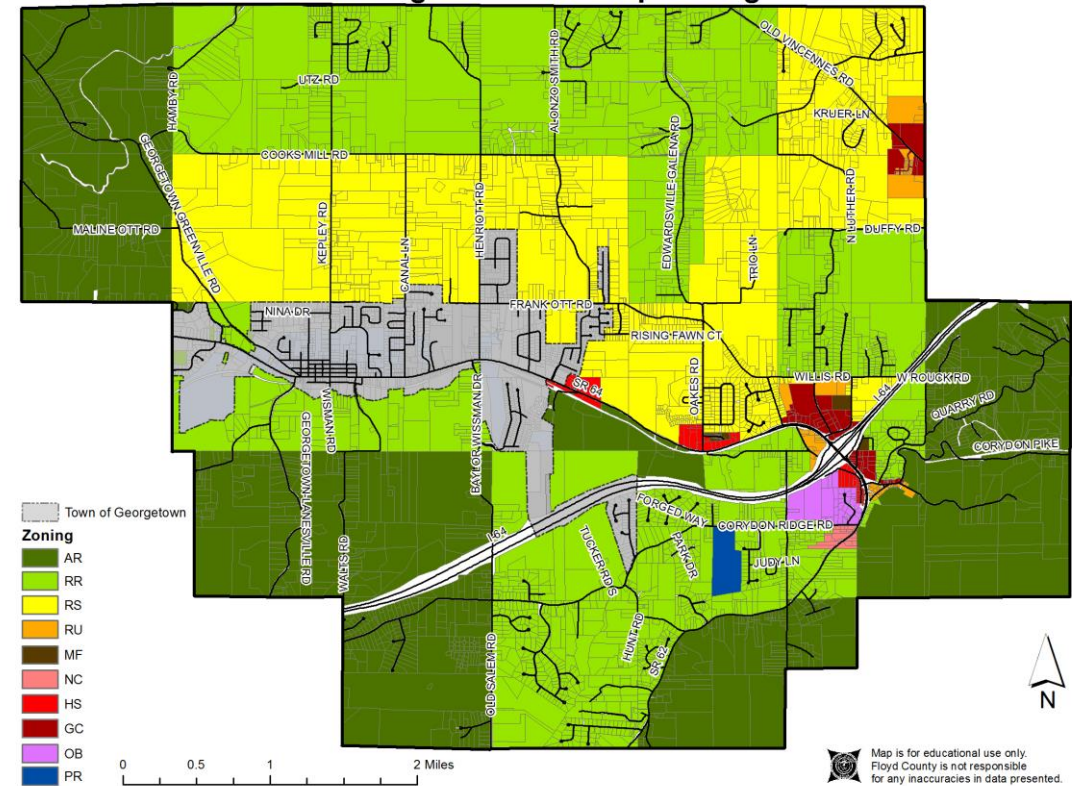 OLD VINCENNES RD
UTZ RD
HAMBY RD
ALONZO SMITH RD
KRUER LN
EDWARDSVILLE-GALENA RD
GEORGETOWN GREENVILLE RD
COOKS MILL RD
HENRIOTT RD
N LUTHER RD
MALINE OTT RD
KEPLEY RD
CANAL LN
TRIO LN
DUFFY RD
NINA DR
FRANK OTT RD
RISING FAWN CT
SR 64
OAKES RD
WILLIS RD
W ROUCK RD
I-64
QUARRY RD
WISMAN RD
BAYLOR WISSMAN DR
GEORGETOWN LANESVILLE RD
CORYDON PIKE
FORGED WAY
CORYDON RIDGE RD
I-64
WALTS RD
TUCKER RD S
PARK DR
JUDY LN
HUNT RD
OLD SALEM RD
SR 62
Town of Georgetown
Zoning
AR
RR
RS
RU
MF
NC
HS
GC
OB
PR
0 0.5 1 2 Miles
N
Map is for educational use only.
Floyd County is not responsible
for any inaccuracies in data presented.